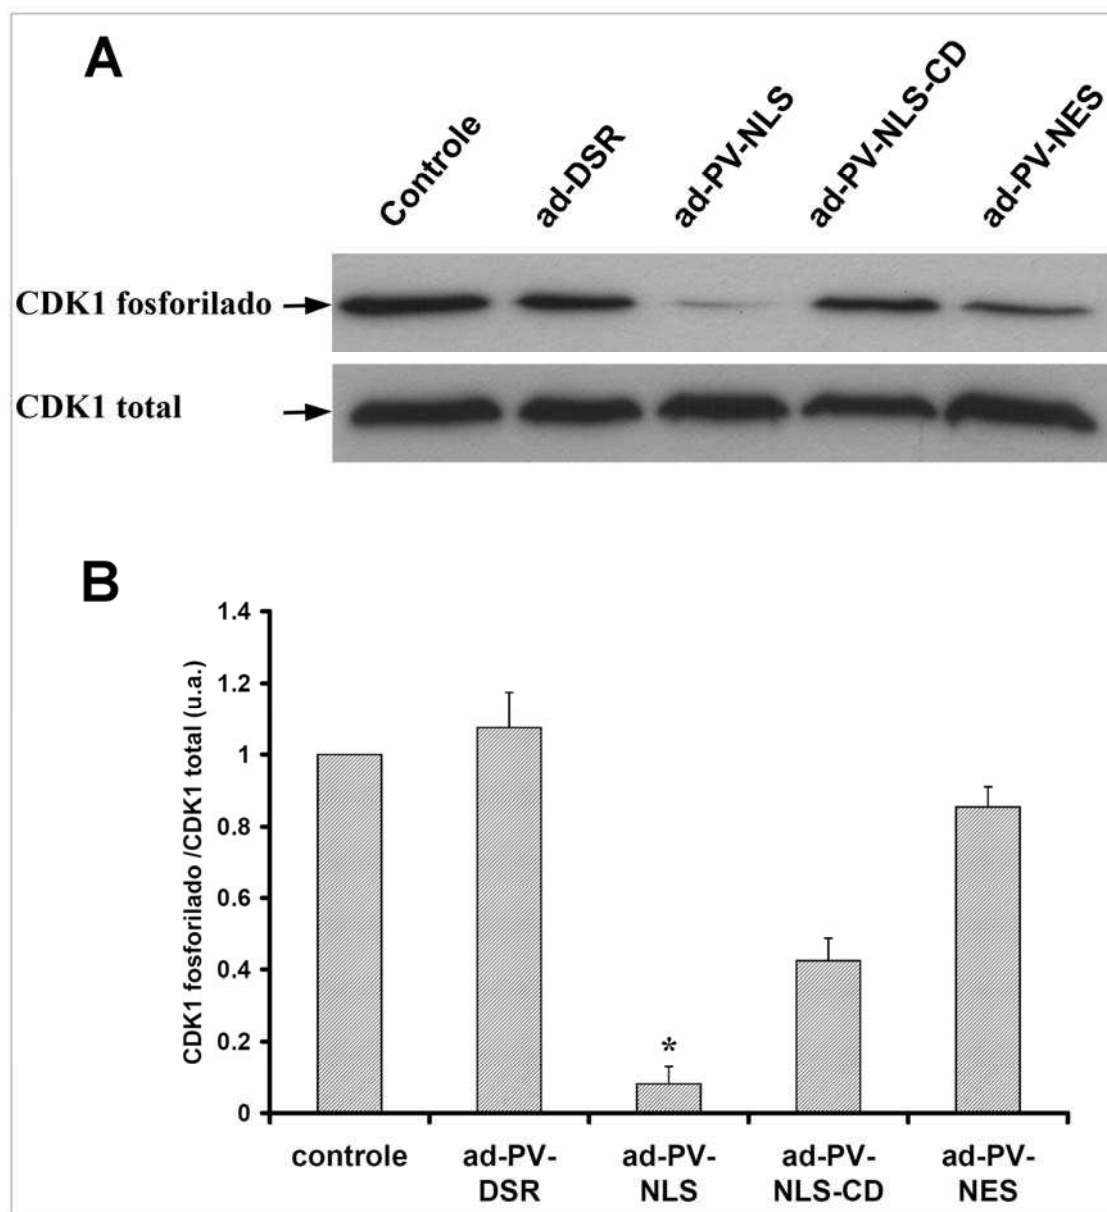 A
Controle
ad-DSR
ad-PV-NLS
ad-PV-NLS-CD
ad-PV-NES
CDK1 fosforilado
CDK1 total
B
CDK1 fosforilado /CDK1 total (u.a.)
1.4
1.2
1
0.8
0.6
0.4
0.2
0
*
controle
ad-PV-
DSR
ad-PV-
NLS
ad-PV-
NLS-CD
ad-PV-
NES